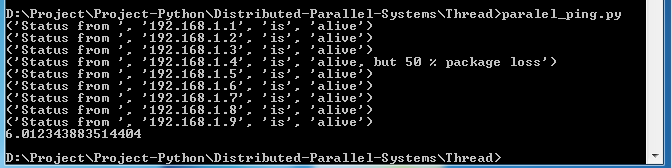 D:\Project\Project-Python\Distributed-Parallel-Systems\Thread>paralel_ping.py
('Status from ', '192.168.1.1', 'is', 'alive')
('Status from ', '192.168.1.2', 'is', 'alive')
('Status from ', '192.168.1.3', 'is', 'alive')
('Status from ', '192.168.1.4', 'is', 'alive, but 50 % package loss')
('Status from ', '192.168.1.5', 'is', 'alive')
('Status from ', '192.168.1.6', 'is', 'alive')
('Status from ', '192.168.1.7', 'is', 'alive')
('Status from ', '192.168.1.8', 'is', 'alive')
('Status from ', '192.168.1.9', 'is', 'alive')
6.012343883514404
D:\Project\Project-Python\Distributed-Parallel-Systems\Thread>